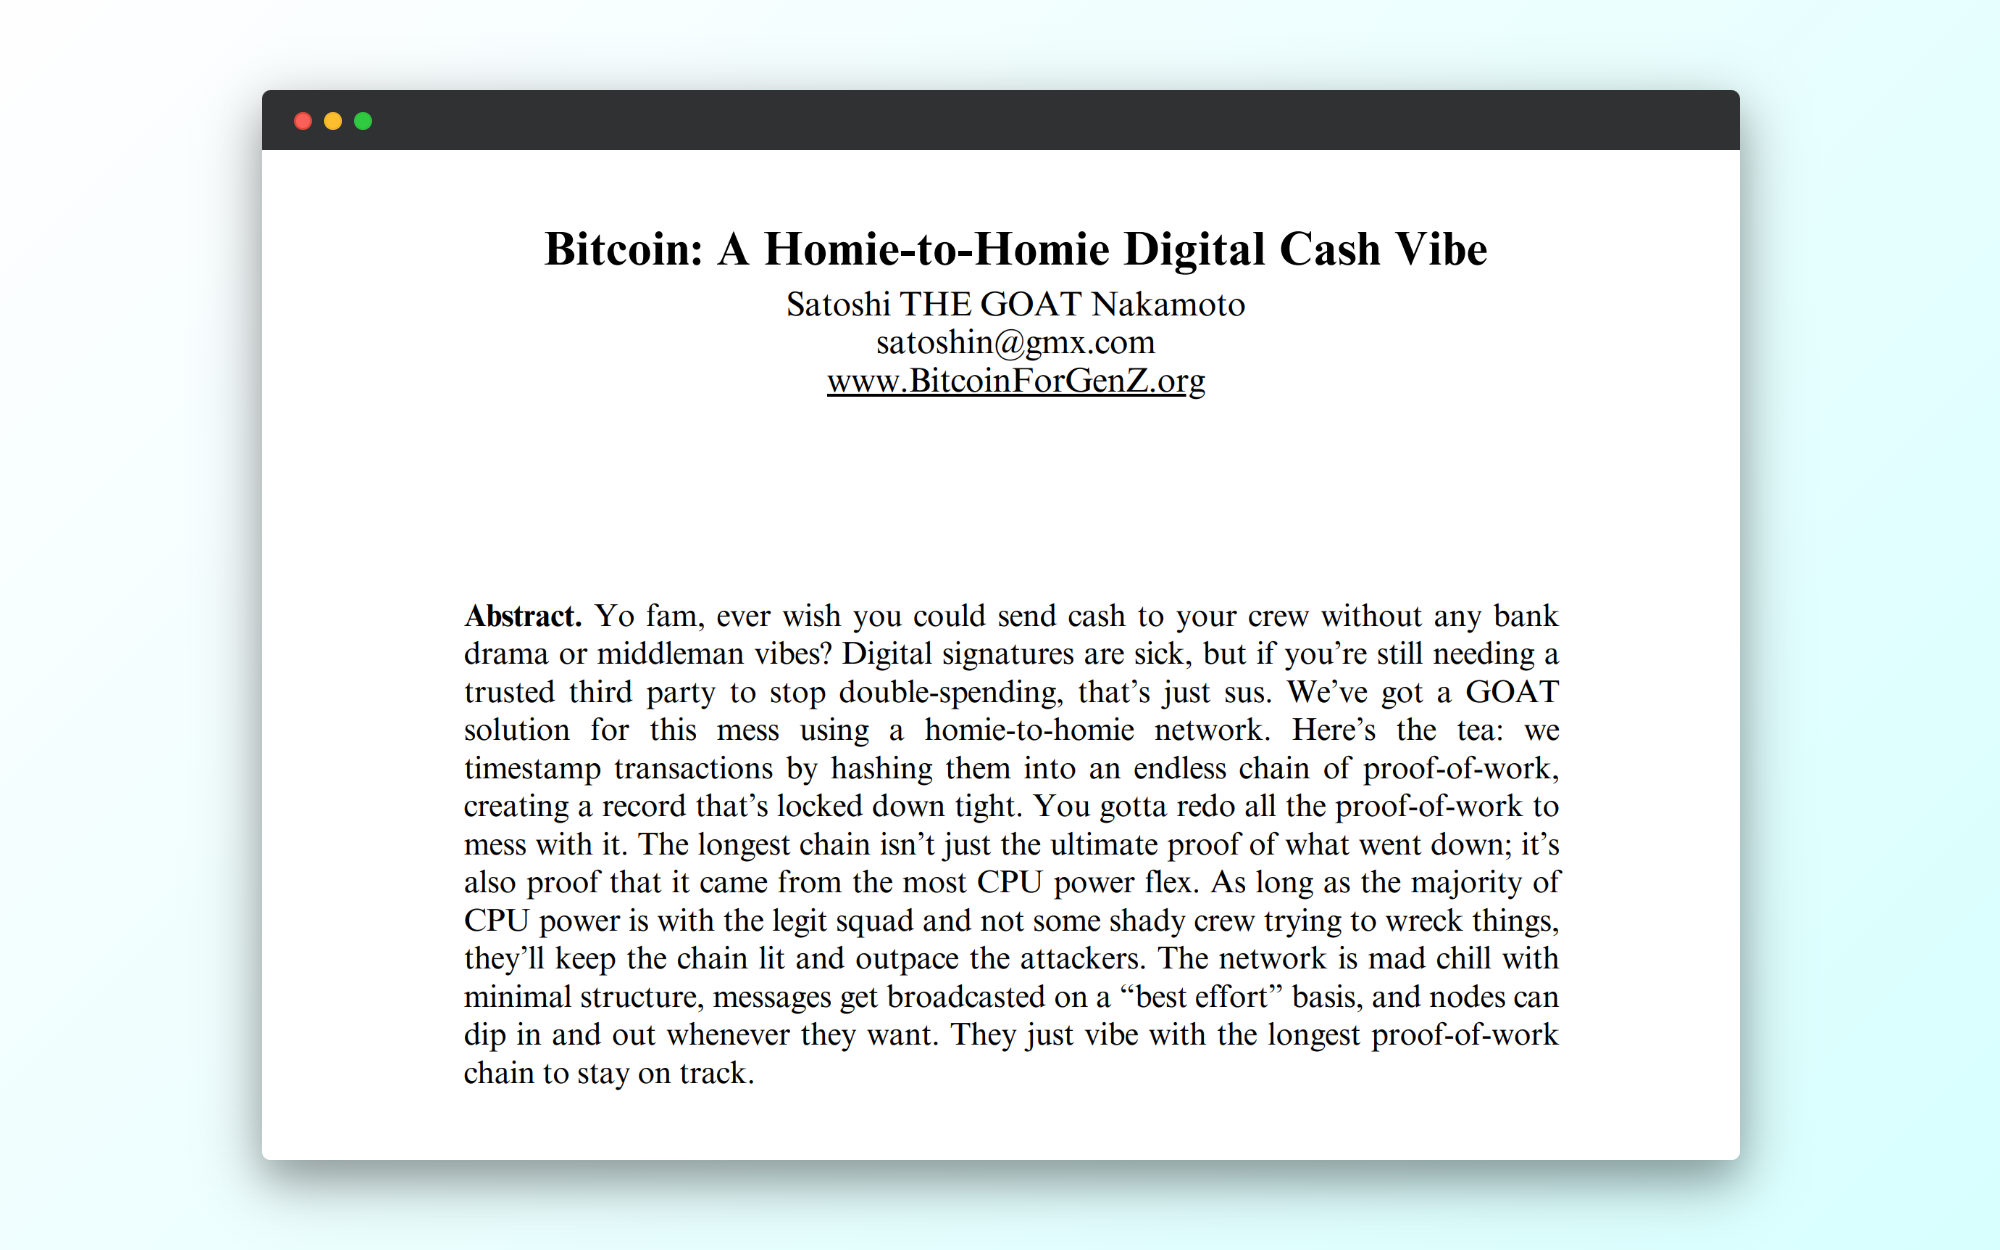 Bitcoin: A Homie-to-Homie Digital Cash Vibe
Satoshi THE GOAT Nakamoto
satoshin@gmx.com
www.BitcoinForGenZ.org
Abstract. Yo fam, ever wish you could send cash to your crew without any bank
drama or middleman vibes? Digital signatures are sick, but if you’re still needing a
trusted third party to stop double-spending, that’s just sus. We’ve got a GOAT
solution for this mess using a homie-to-homie network. Here’s the tea: we
timestamp transactions by hashing them into an endless chain of proof-of-work,
creating a record that’s locked down tight. You gotta redo all the proof-of-work to
mess with it. The longest chain isn’t just the ultimate proof of what went down; it’s
also proof that it came from the most CPU power flex. As long as the majority of
CPU power is with the legit squad and not some shady crew trying to wreck things,
they’ll keep the chain lit and outpace the attackers. The network is mad chill with
minimal structure, messages get broadcasted on a “best effort” basis, and nodes can
dip in and out whenever they want. They just vibe with the longest proof-of-work
chain to stay on track.